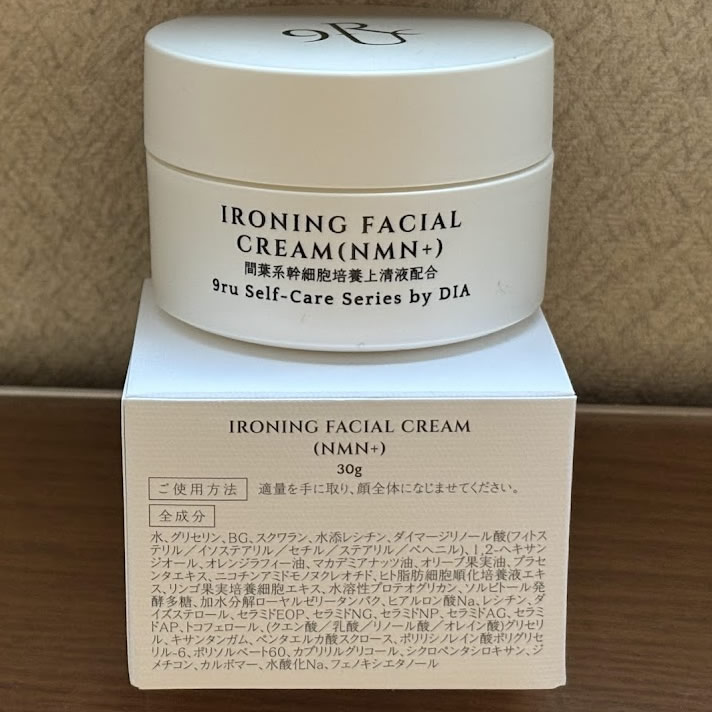 IRONING FACIAL
CREAM(NMN+)
間葉系幹細胞培養上清液配合
9ru Self-Care Series by DIA
IRONING FACIAL CREAM
(NMN+)
30g
ご使用方法 適量を手に取り、顔全体になじませてください。
全成分
水、グリセリン、BG、スクワラン、水添レシチン、ダイマージリノール酸(フィトス
テリル/イソステアリル/セチル/ステアリル/ベヘニル)、1,2-ヘキサン
ジオール、オレンジラフィー油、マカデミアナッツ油、オリーブ果実油、プラセ
ンタエキス、ニコチンアミドモノヌクレオチド、ヒト脂肪細胞順化培養液エキ
ス、リンゴ果実培養細胞エキス、水溶性プロテオグリカン、ソルビトール発
酵多糖、加水分解ローヤルゼリータンパク、ヒアルロン酸Na、レシチン、ダ
イズステロール、セラミドEOP、セラミドNG、セラミドNP、セラミドAG、セラミ
ドAP、トコフェロール、(クエン酸/乳酸/リノール酸/オレイン酸)グリセリ
ル、キサンタンガム、ペンタエルカ酸スクロース、ポリリシノレイン酸ポリグリセ
リル-6、ポリソルベート60、カプリリルグリコール、シクロペンタシロキサン、ジ
メチコン、カルボマー、水酸化Na、フェノキシエタノール